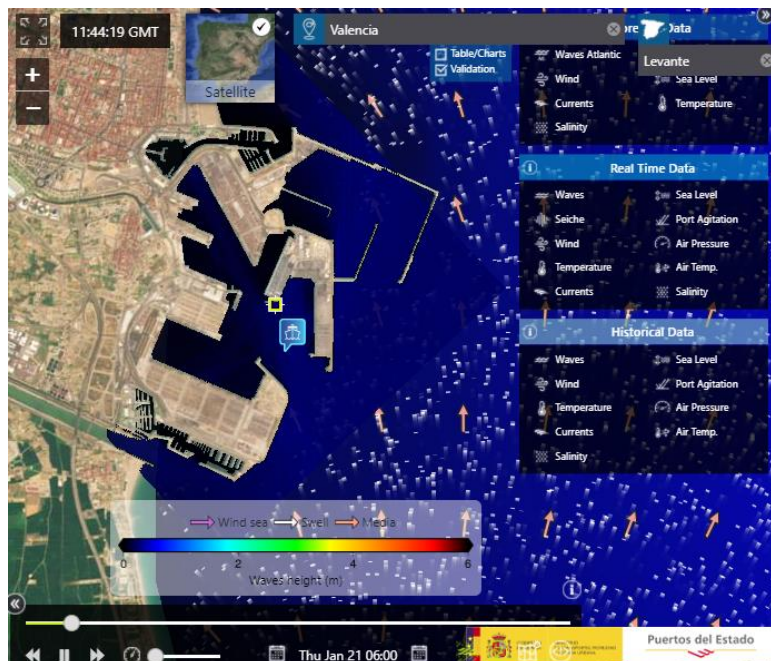 11:44:19 GMT
Satellite
Valencia
Data
Levante
Table/Charts
Validation
Waves Atlantic
Wind
Sea Level
Currents
Temperature
Salinity
Real Time Data
Waves
Sea Level
Seiche
Port Agitation
Wind
Air Pressure
Temperature
Air Temp.
Currents
Salinity
Historical Data
Waves
Sea Level
Wind
Port Agitation
Temperature
Air Pressure
Currents
Air Temp.
Salinity
Wind sea Swell Media
0 2 4 6
Waves height (m)
Thu Jan 21 06:00
Puertos del Estado